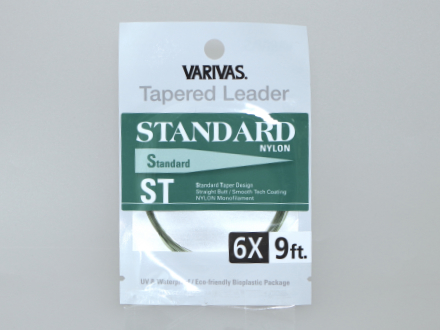 VARIVAS.
Tapered Leader
STANDARD
NYLON
Standard
ST
Standard Taper Design
Straight Butt / Smooth Tech Coating
NYLON Monofilament
6X 9ft.
UV & Waterproof / Eco-friendly Bioplastic Package